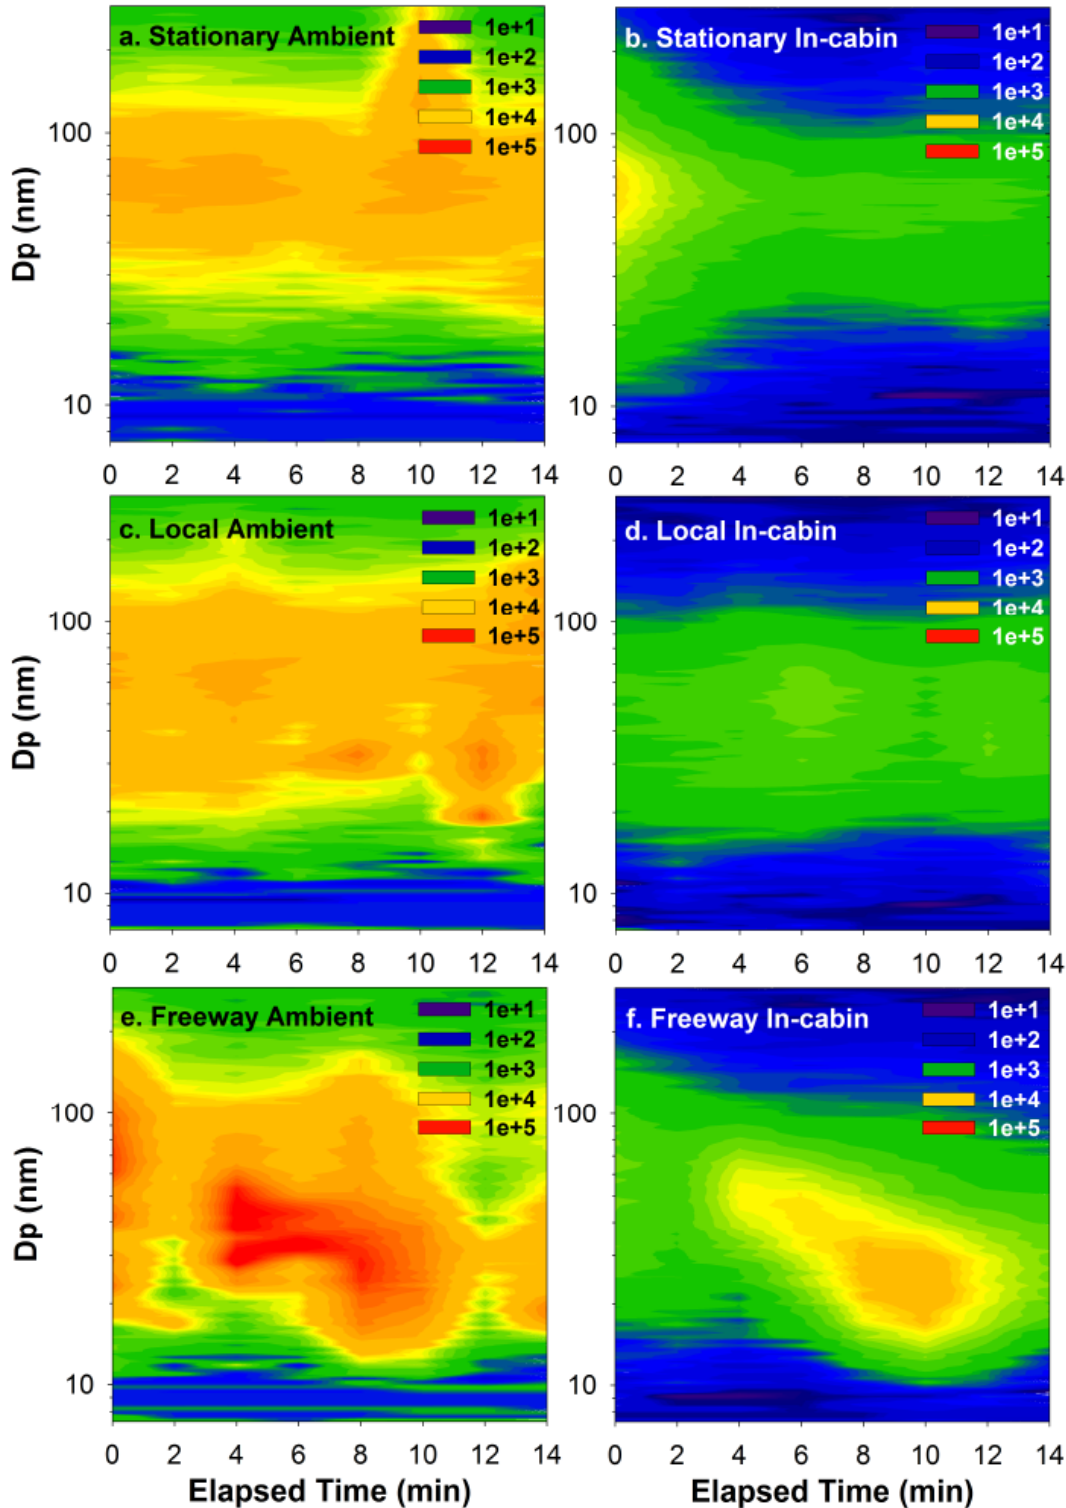 a. Stationary Ambient
1e+1
1e+2
1e+3
1e+4
1e+5
Dp (nm)
100
10
0 2 4 6 8 10 12 14
b. Stationary In-cabin
1e+1
1e+2
1e+3
1e+4
1e+5
100
10
0 2 4 6 8 10 12 14
c. Local Ambient
1e+1
1e+2
1e+3
1e+4
1e+5
Dp (nm)
100
10
0 2 4 6 8 10 12 14
d. Local In-cabin
1e+1
1e+2
1e+3
1e+4
1e+5
100
10
0 2 4 6 8 10 12 14
e. Freeway Ambient
1e+1
1e+2
1e+3
1e+4
1e+5
Dp (nm)
100
10
0 2 4 6 8 10 12 14
Elapsed Time (min)
f. Freeway In-cabin
1e+1
1e+2
1e+3
1e+4
1e+5
100
10
0 2 4 6 8 10 12 14
Elapsed Time (min)